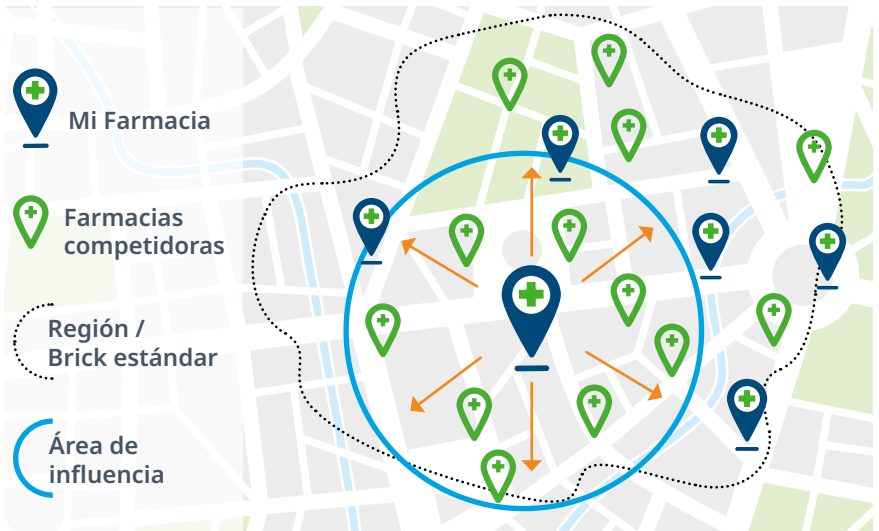 Mi Farmacia
Farmacias
competidoras
Región /
Brick estándar
Área de
influencia